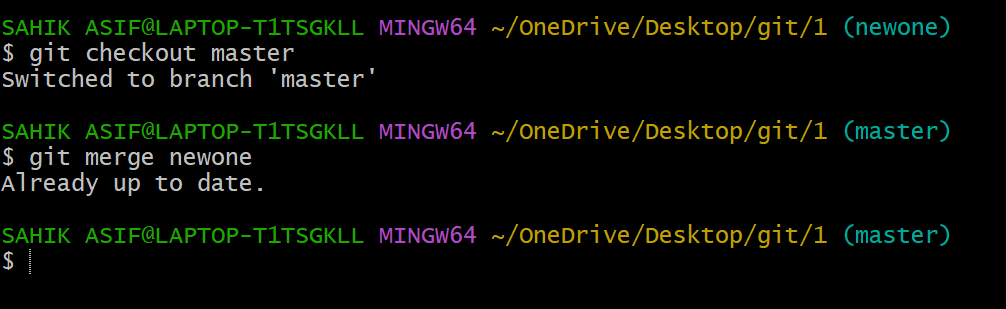 SAHIK ASIF@LAPTOP-T1TSGKLL MINGW64 ~/OneDrive/Desktop/git/1 (newone)
$ git checkout master
Switched to branch 'master'
SAHIK ASIF@LAPTOP-T1TSGKLL MINGW64 ~/OneDrive/Desktop/git/1 (master)
$ git merge newone
Already up to date.
SAHIK ASIF@LAPTOP-T1TSGKLL MINGW64 ~/OneDrive/Desktop/git/1 (master)
$